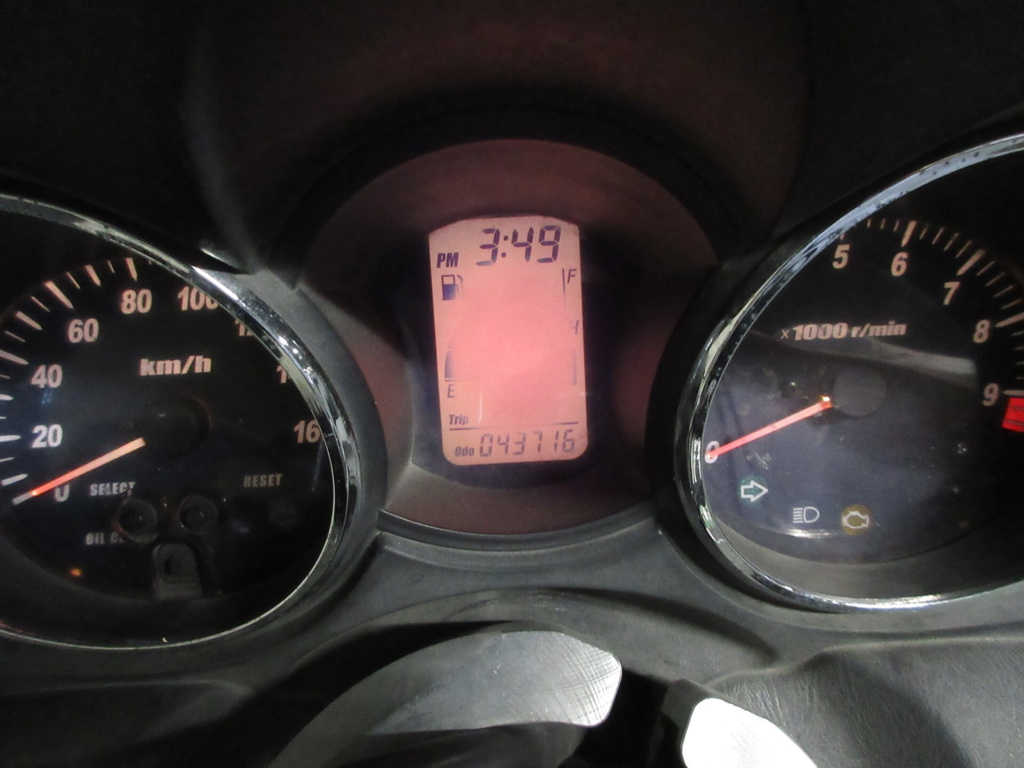 PM 3:49
F
H
E
Trip
Odo 043716
0
20
40
60
80
100
16
km/h
SELECT
RESET
0
5
6
7
8
9
x1000 r/min